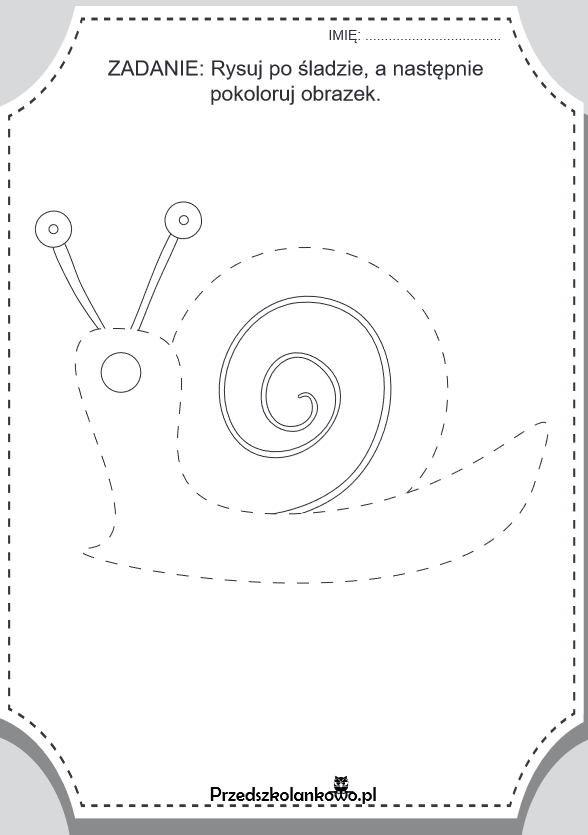 IMIĘ: ..................................
ZADANIE: Rysuj po śladzie, a następnie
pokoloruj obrazek.
Przedszkolankowo.pl